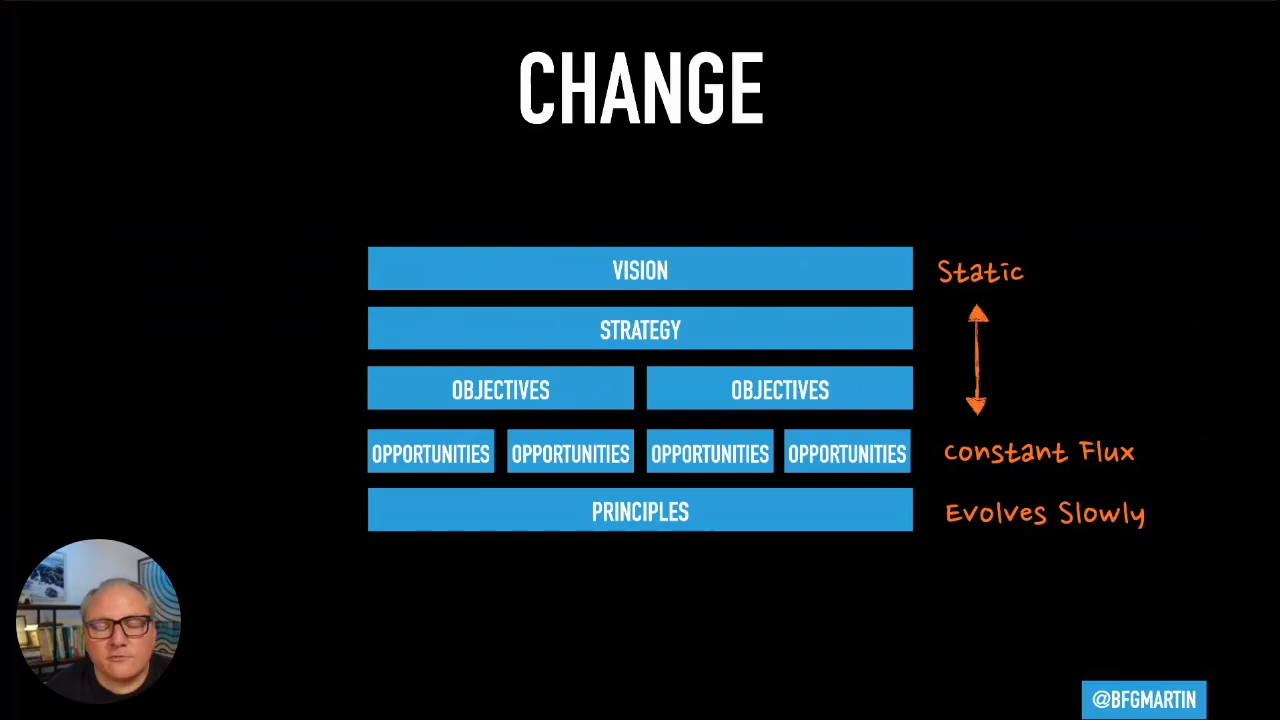 CHANGE
VISION Static
STRATEGY
OBJECTIVES OBJECTIVES
OPPORTUNITIES OPPORTUNITIES OPPORTUNITIES OPPORTUNITIES Constant Flux
PRINCIPLES Evolves Slowly
@BFGMARTIN